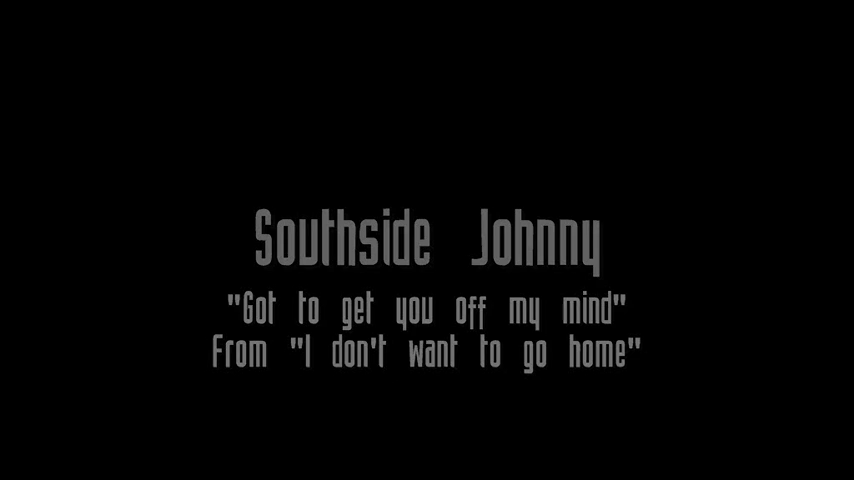 Southside Johnny
"Got to get you off my mind"
From "I don't want to go home"